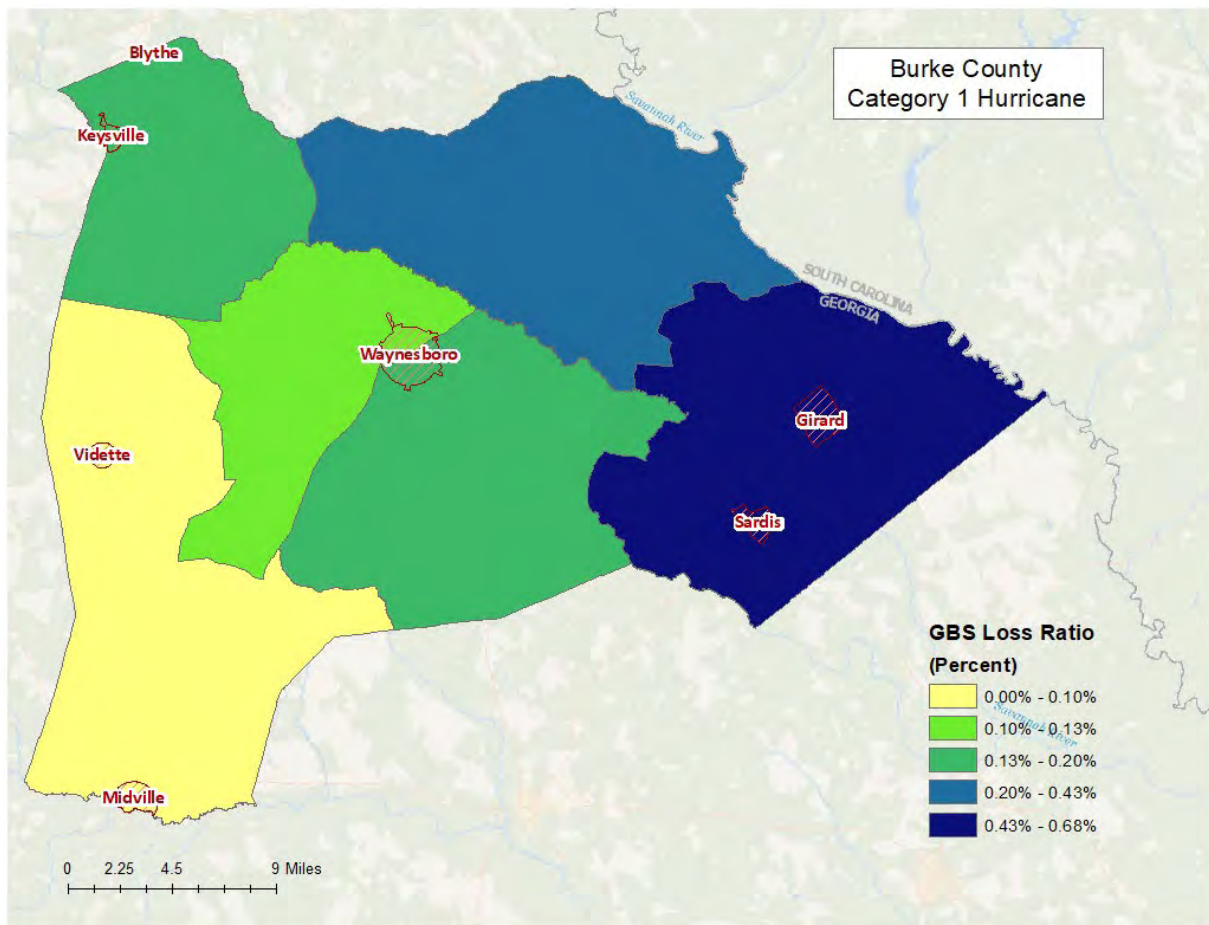 Blythe
Burke County
Category 1 Hurricane
Savannah River
Keysville
SOUTH CAROLINA
GEORGIA
Waynesboro
Girard
Vidette
Sardis
GBS Loss Ratio
(Percent)
0.00% - 0.10%
0.10% - 0.13%
Savannah River
0.13% - 0.20%
0.20% - 0.43%
0.43% - 0.68%
Midville
0 2.25 4.5 9 Miles